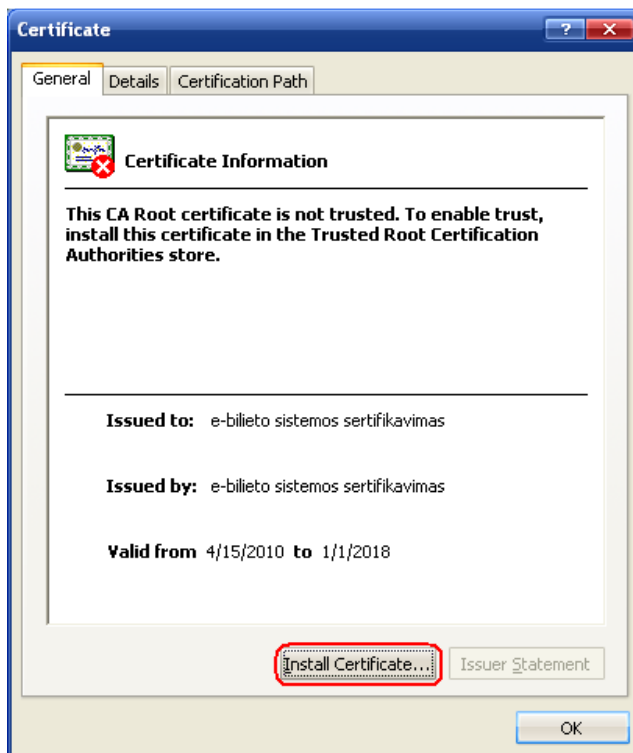 Certificate
General Details Certification Path
Certificate Information
This CA Root certificate is not trusted. To enable trust,
install this certificate in the Trusted Root Certification
Authorities store.
Issued to: e-bilieto sistemos sertifikavimas
Issued by: e-bilieto sistemos sertifikavimas
Valid from 4/15/2010 to 1/1/2018
Install Certificate... Issuer Statement
OK